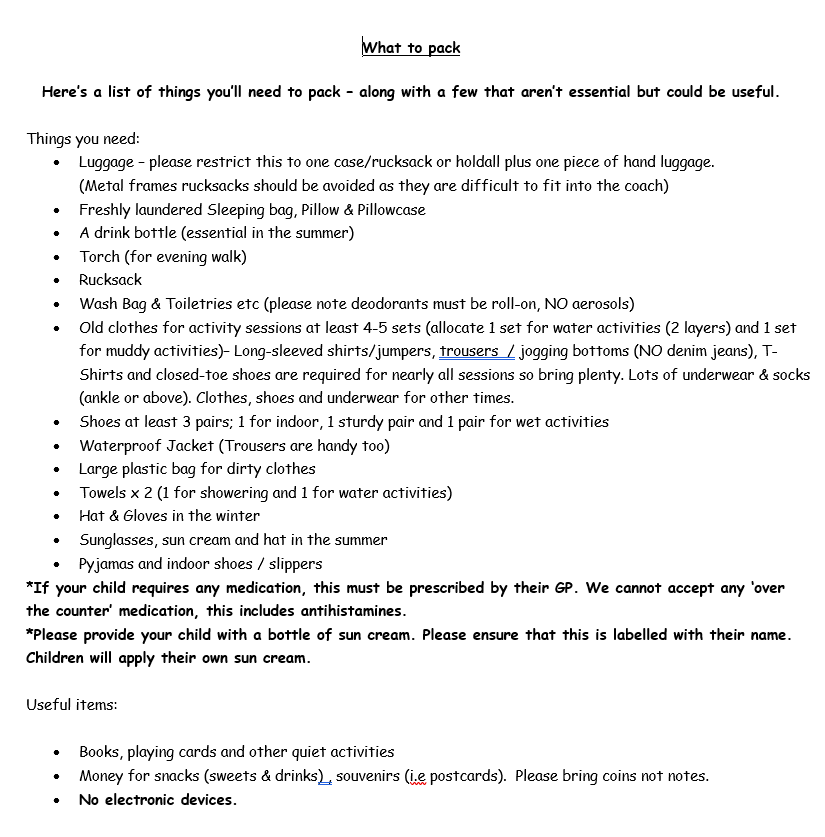 What to pack
Here's a list of things you'll need to pack – along with a few that aren't essential but could be useful.
Things you need:
• Luggage – please restrict this to one case/rucksack or holdall plus one piece of hand luggage.
(Metal frames rucksacks should be avoided as they are difficult to fit into the coach)
• Freshly laundered Sleeping bag, Pillow & Pillowcase
• A drink bottle (essential in the summer)
• Torch (for evening walk)
• Rucksack
• Wash Bag & Toiletries etc (please note deodorants must be roll-on, NO aerosols)
• Old clothes for activity sessions at least 4-5 sets (allocate 1 set for water activities (2 layers) and 1 set
for muddy activities)– Long-sleeved shirts/jumpers, trousers / jogging bottoms (NO denim jeans), T-
Shirts and closed-toe shoes are required for nearly all sessions so bring plenty. Lots of underwear & socks
(ankle or above). Clothes, shoes and underwear for other times.
• Shoes at least 3 pairs; 1 for indoor, 1 sturdy pair and 1 pair for wet activities
• Waterproof Jacket (Trousers are handy too)
• Large plastic bag for dirty clothes
• Towels x 2 (1 for showering and 1 for water activities)
• Hat & Gloves in the winter
• Sunglasses, sun cream and hat in the summer
• Pyjamas and indoor shoes / slippers
*If your child requires any medication, this must be prescribed by their GP. We cannot accept any 'over
the counter' medication, this includes antihistamines.
*Please provide your child with a bottle of sun cream. Please ensure that this is labelled with their name.
Children will apply their own sun cream.
Useful items:
• Books, playing cards and other quiet activities
• Money for snacks (sweets & drinks) , souvenirs (i.e postcards). Please bring coins not notes.
• No electronic devices.